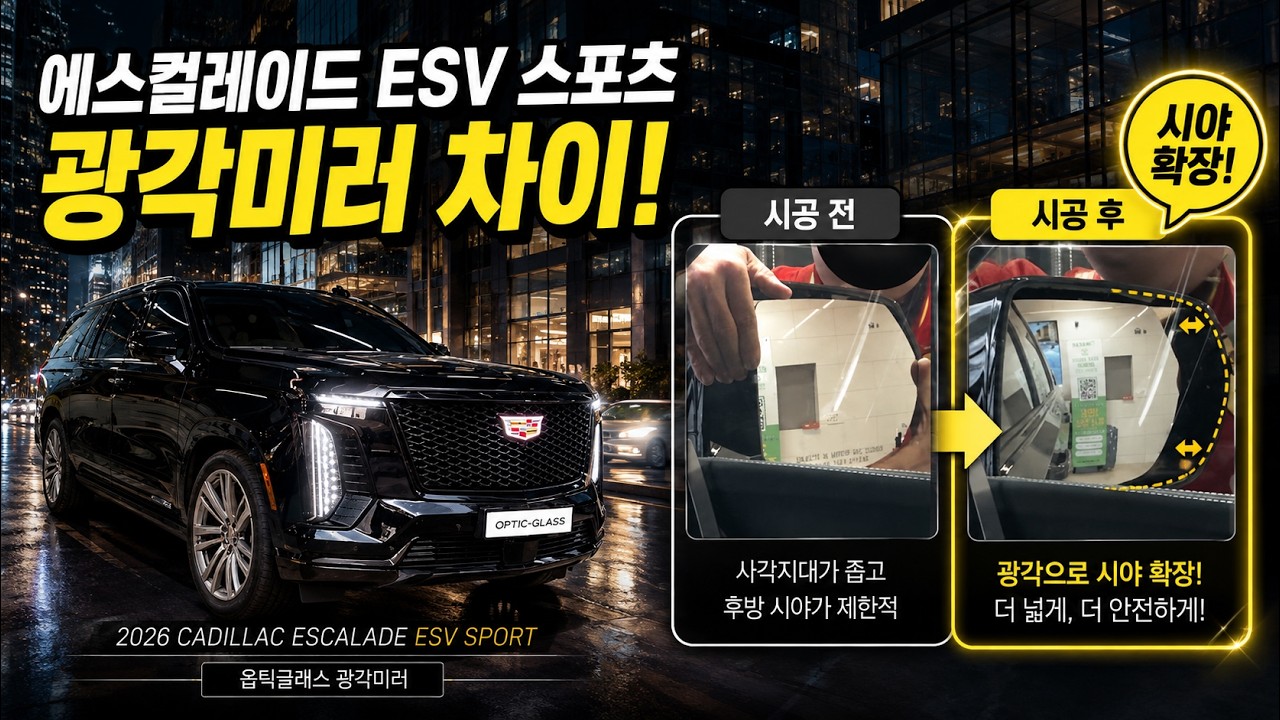 에스컬레이드 ESV 스포츠
광각미러 차이!
시야
확장!
시공 전
시공 후
OPTIC-GLASS
사각지대가 좁고
후방 시야가 제한적
광각으로 시야 확장!
더 넓게, 더 안전하게!
2026 CADILLAC ESCALADE ESV SPORT
옵틱글래스 광각미러